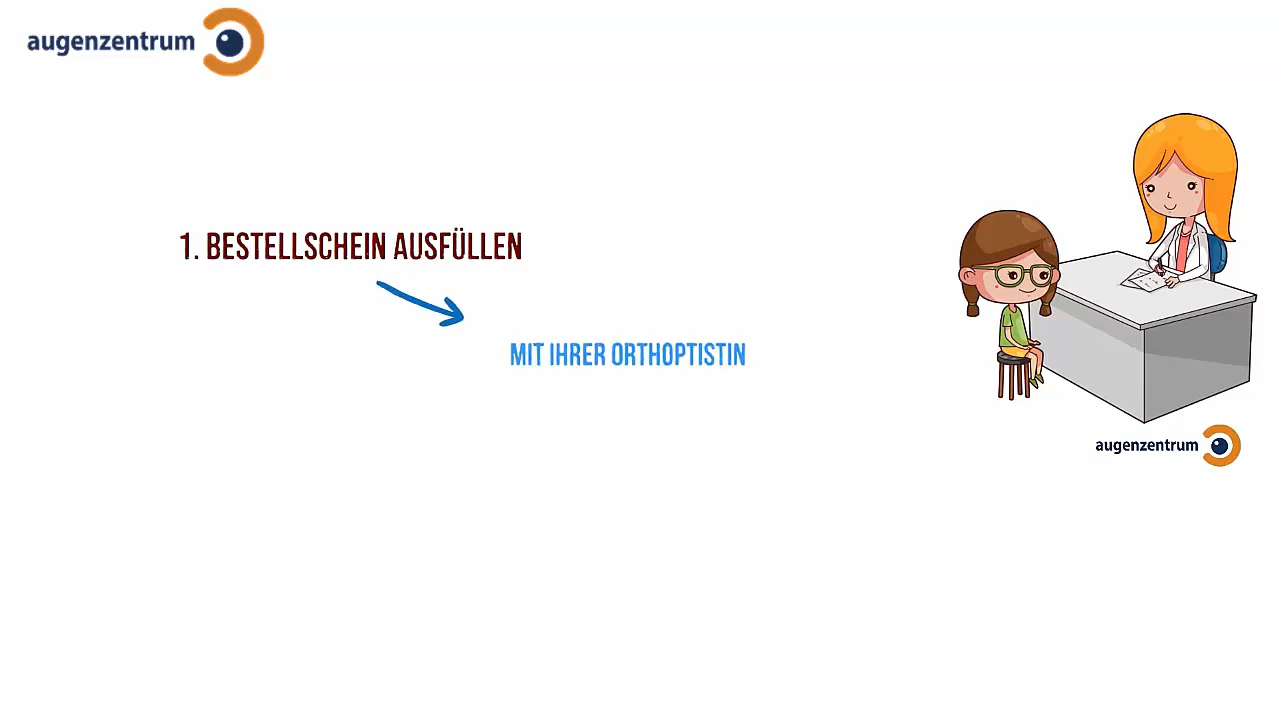 augenzentrum
1. BESTELLSCHEIN AUSFÜLLEN
MIT IHRER ORTHOPTISTIN
augenzentrum